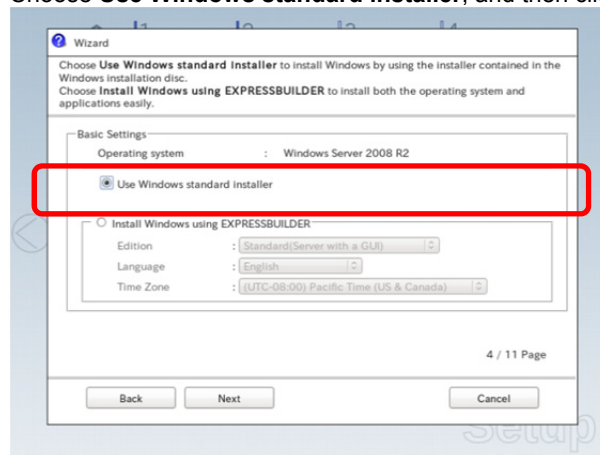 Choose Use Windows standard installer, and then cli
1 2 3 4
Wizard
Choose Use Windows standard installer to install Windows by using the installer contained in the
Windows installation disc.
Choose Install Windows using EXPRESSBUILDER to install both the operating system and
applications easily.
Basic Settings
Operating system : Windows Server 2008 R2
Use Windows standard installer
Install Windows using EXPRESSBUILDER
Edition : Standard(Server with a GUI)
Language : English
Time Zone : (UTC-08:00) Pacific Time (US & Canada)
4 / 11 Page
Back Next Cancel
Setup